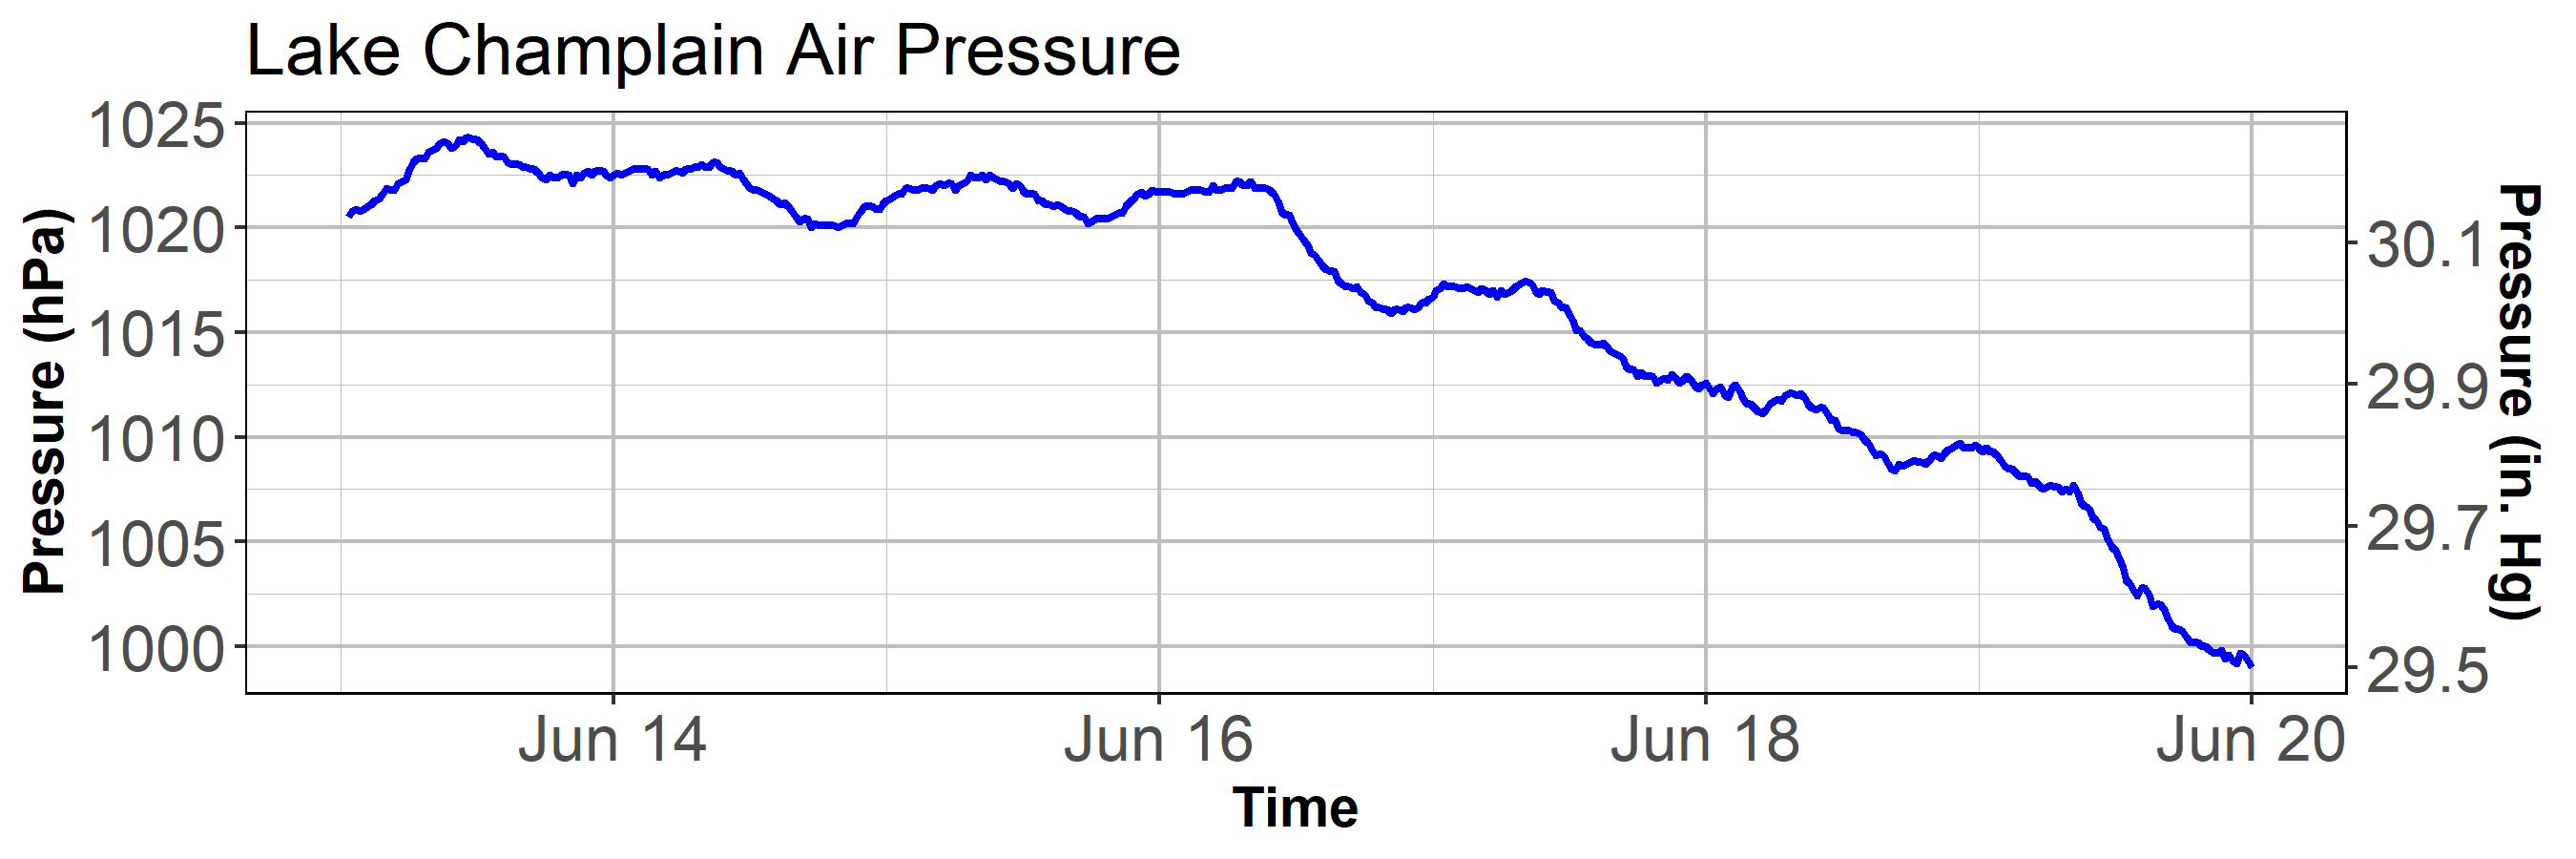 Lake Champlain Air Pressure
Pressure (hPa)
1025
1020
1015
1010
1005
1000
30.1
29.9
29.7
29.5
Pressure (in. Hg)
Jun 14
Jun 16
Jun 18
Jun 20
Time